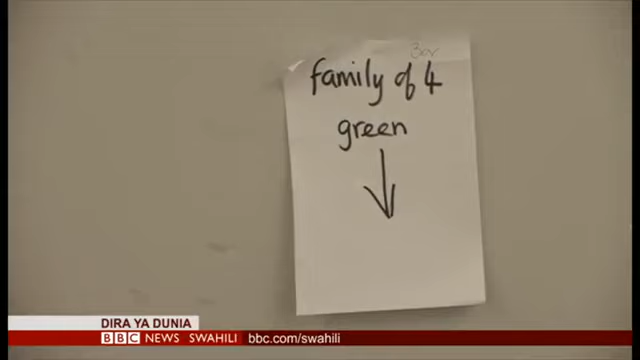 family of 4
green
DIRA YA DUNIA
BBC NEWS SWAHILI bbc.com/swahili